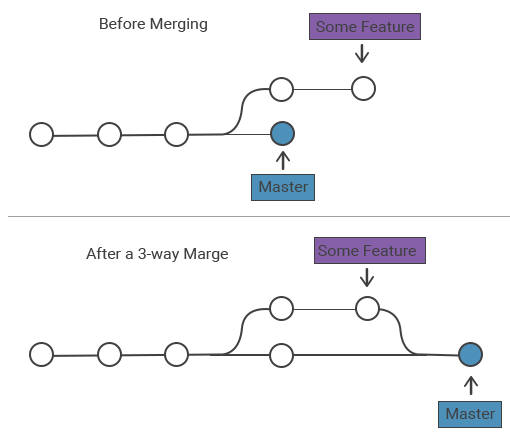 Before Merging
Some Feature
Master
After a 3-way Marge
Some Feature
Master